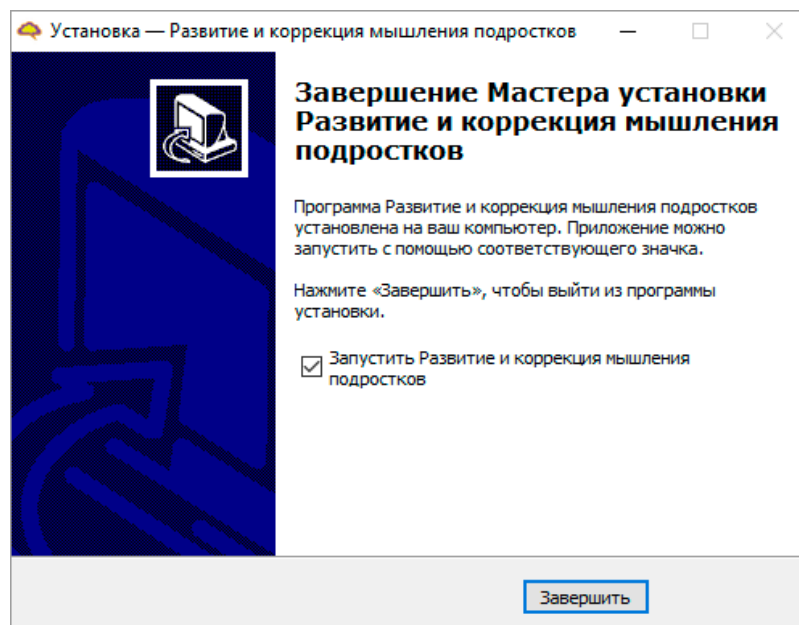 Установка — Развитие и коррекция мышления подростков
Завершение Мастера установки
Развитие и коррекция мышления
подростков
Программа Развитие и коррекция мышления подростков
установлена на ваш компьютер. Приложение можно
запустить с помощью соответствующего значка.
Нажмите «Завершить», чтобы выйти из программы
установки.
Запустить Развитие и коррекция мышления
подростков
Завершить